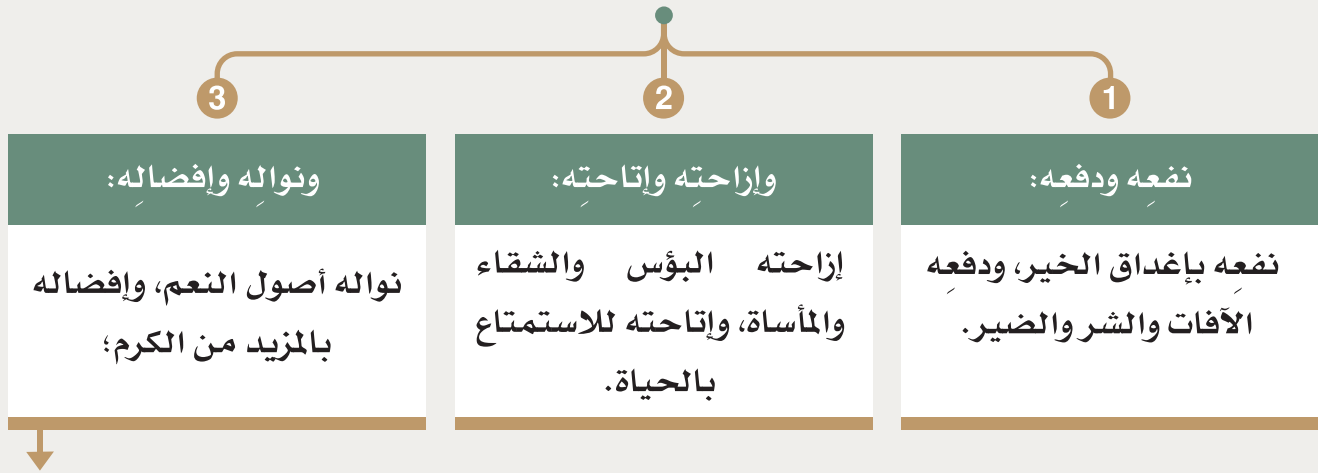 1
نفعِه ودفعِه:
نفعِه بإغداق الخير، ودفعِه
الآفات والشر والضير.
2
وإزاحتِه وإتاحتِه:
إزاحته البؤس والشقاء
والمأساة، وإتاحته للاستمتاع
بالحياة.
3
ونوالِه وإفضالِه:
نواله أصول النعم، وإفضاله
بالمزيد من الكرم؛